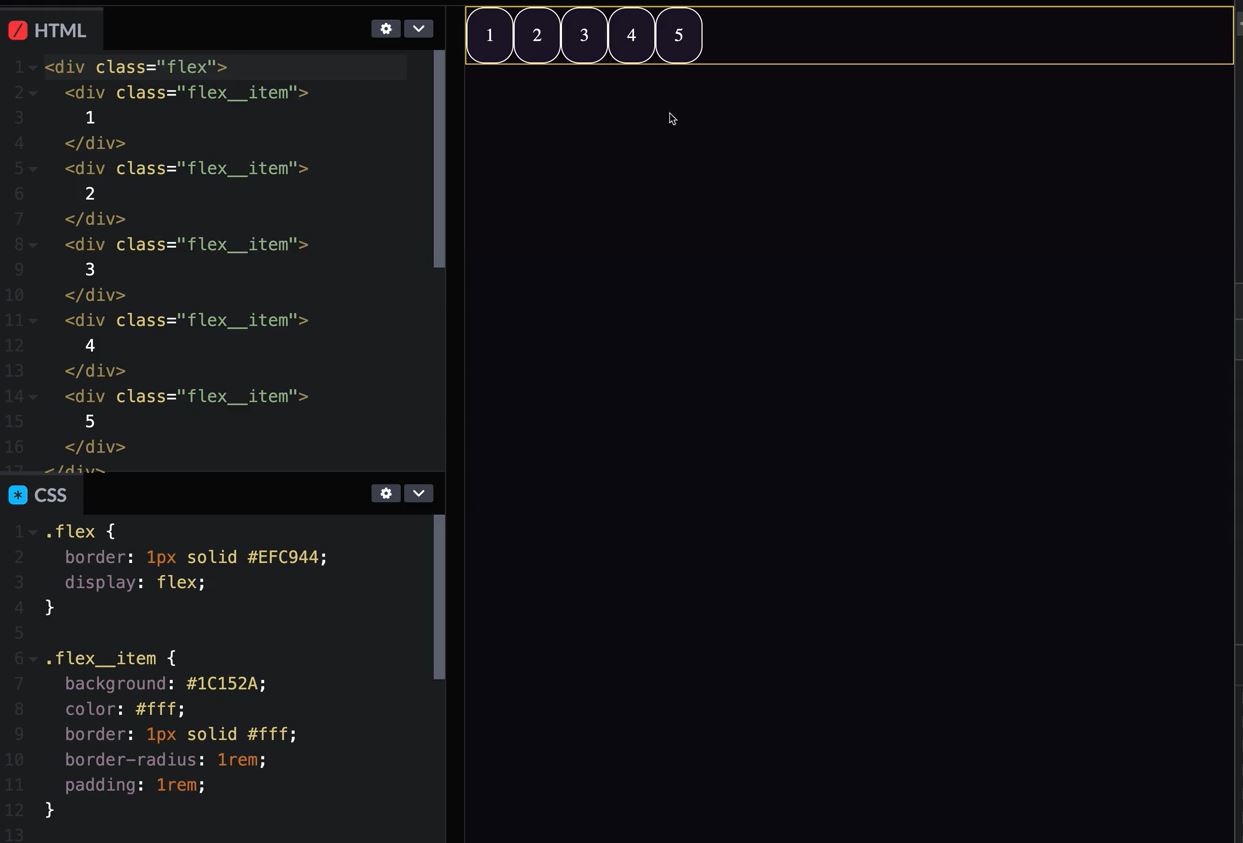 HTML
1 <div class="flex">
2   <div class="flex__item">
3     1
4   </div>
5   <div class="flex__item">
6     2
7   </div>
8   <div class="flex__item">
9     3
10   </div>
11   <div class="flex__item">
12     4
13   </div>
14   <div class="flex__item">
15     5
16   </div>
17 </div>
* CSS
1 .flex {
2   border: 1px solid #EFC944;
3   display: flex;
4 }
5
6 .flex__item {
7   background: #1C152A;
8   color: #fff;
9   border: 1px solid #fff;
10   border-radius: 1rem;
11   padding: 1rem;
12 }
13
1 2 3 4 5